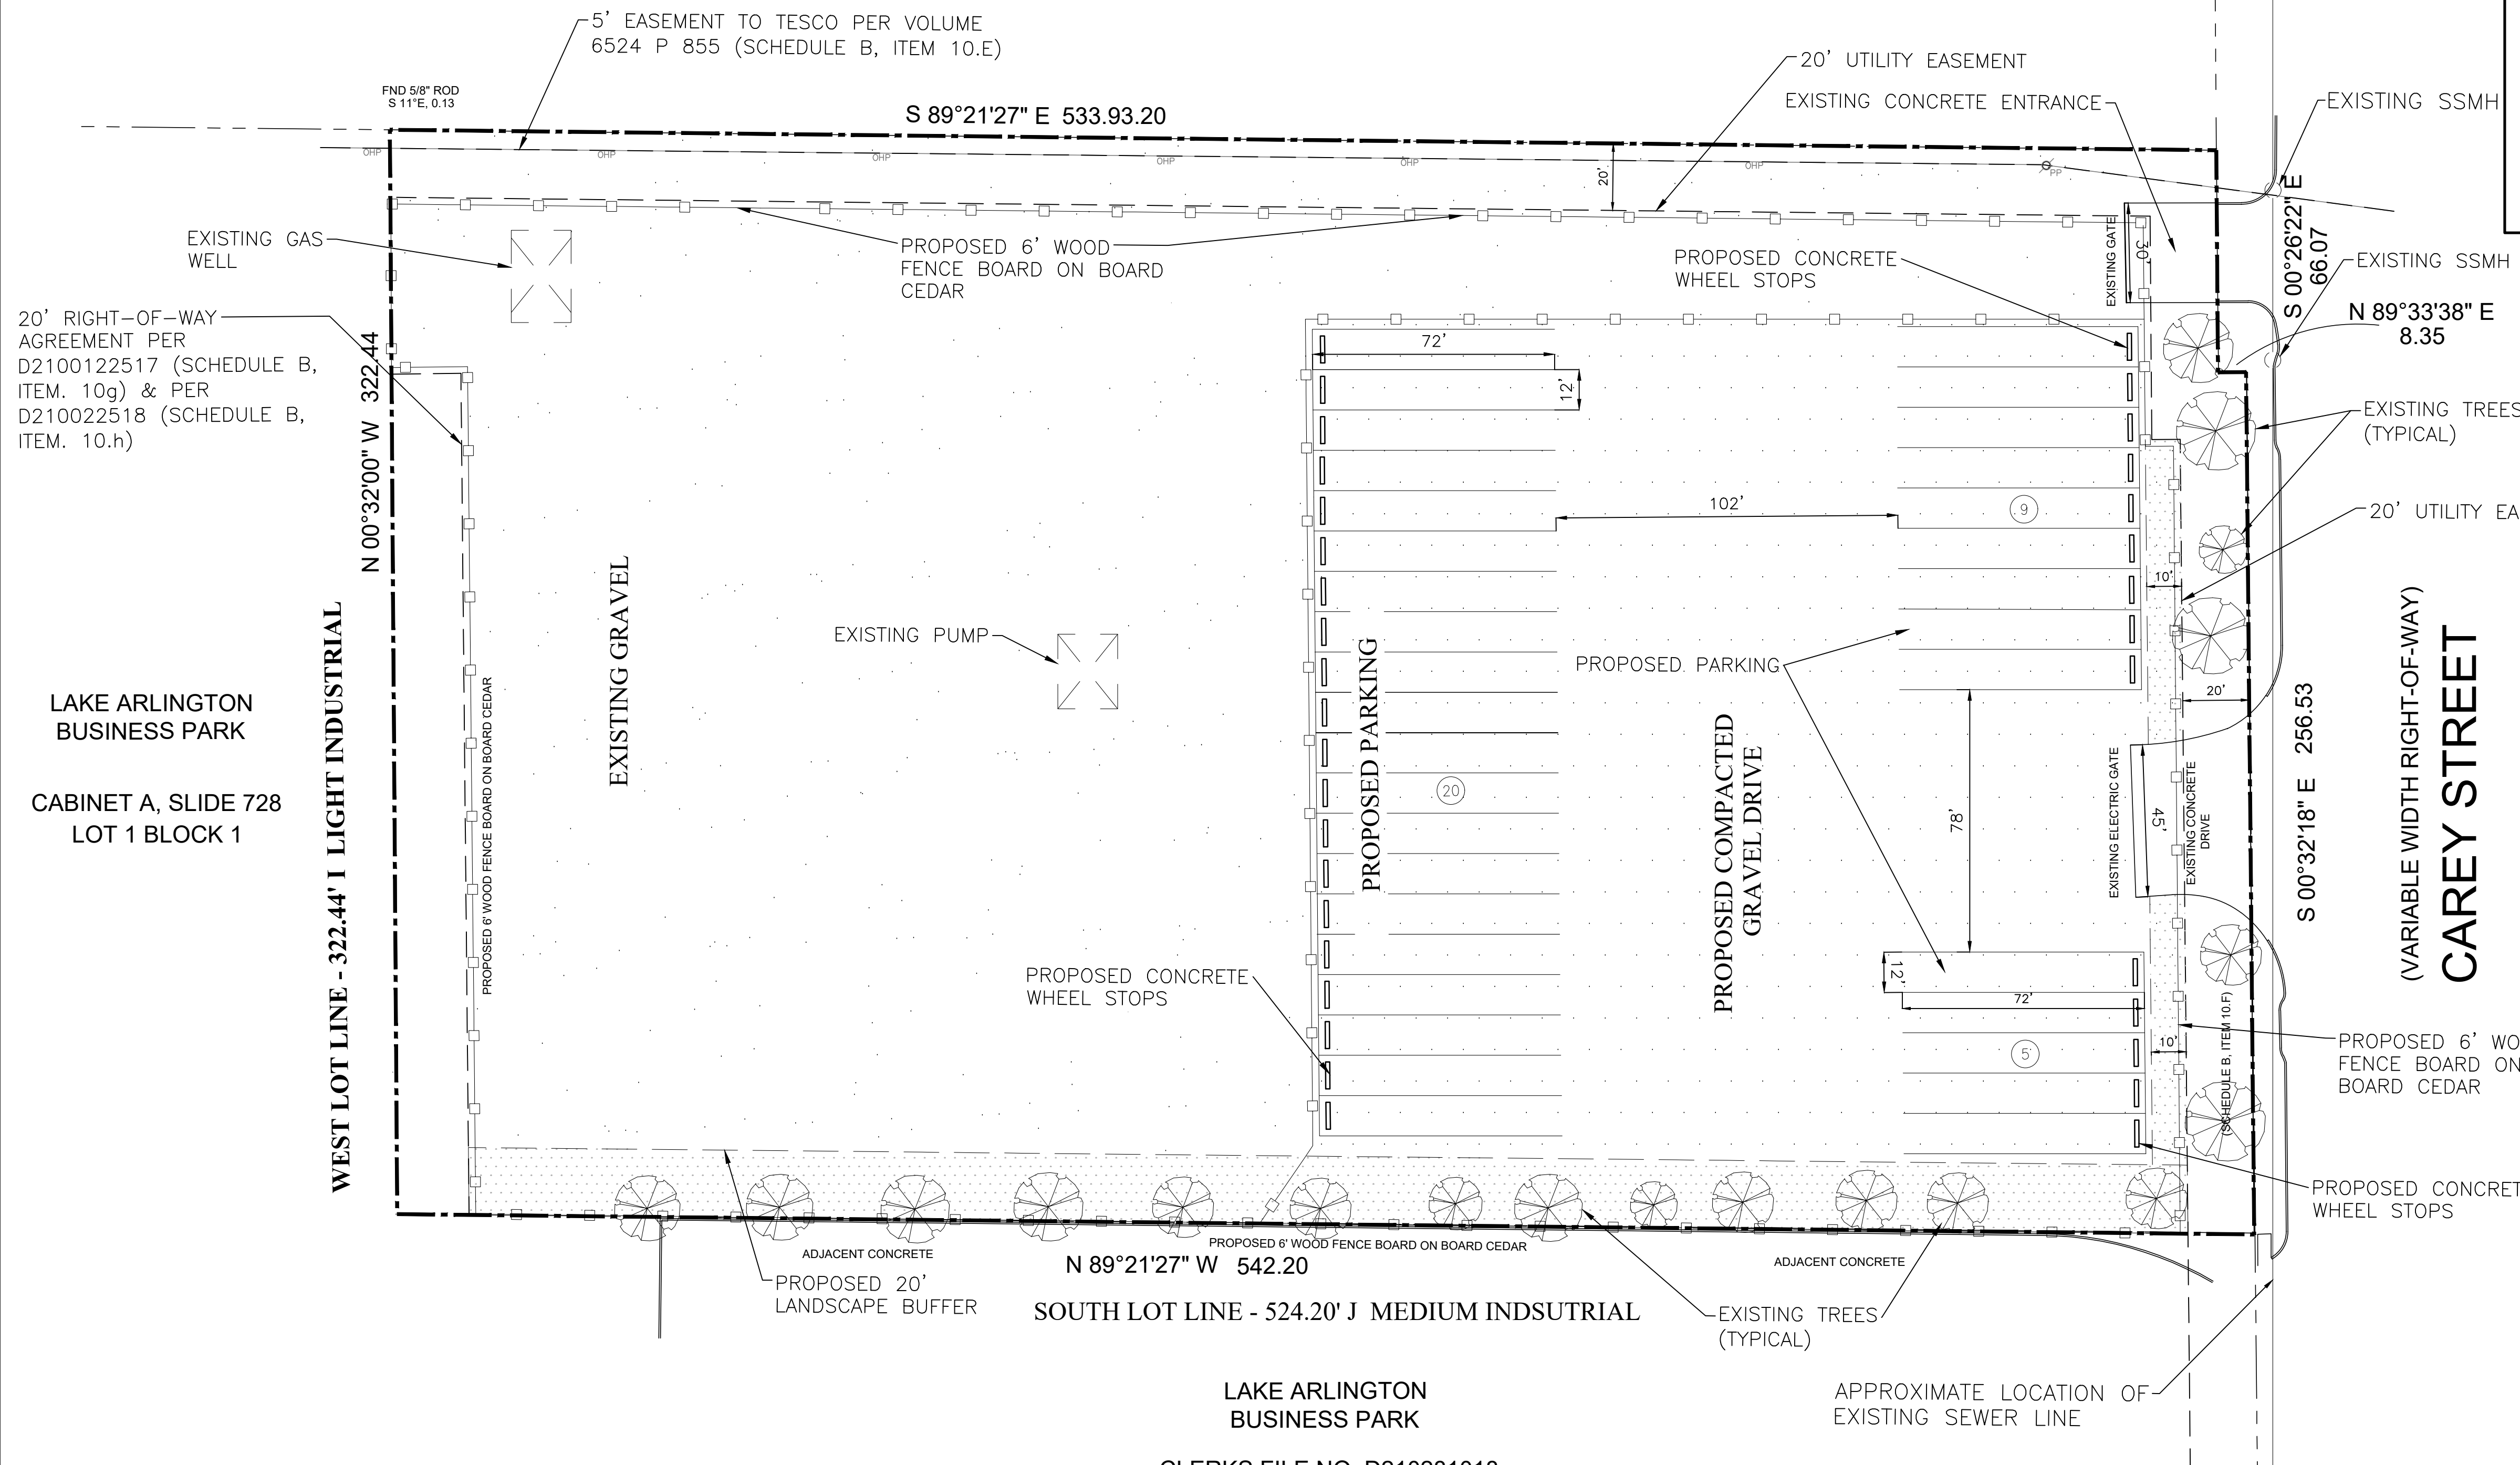 5' EASEMENT TO TESCO PER VOLUME
6524 P 855 (SCHEDULE B, ITEM 10.E)
20' UTILITY EASEMENT
EXISTING CONCRETE ENTRANCE
EXISTING SSMH
FND 5/8" ROD
S 11°E, 0.13
S 89°21'27" E 533.93.20
OHP
OHP
OHP
OHP
OHP
OHP
PP
20'
EXISTING GAS
WELL
PROPOSED 6' WOOD
FENCE BOARD ON BOARD
CEDAR
PROPOSED CONCRETE
WHEEL STOPS
EXISTING GATE
30'
S 00°26'22" E
66.07
EXISTING SSMH
N 89°33'38" E
8.35
20' RIGHT-OF-WAY
AGREEMENT PER
D2100122517 (SCHEDULE B,
ITEM. 10g) & PER
D210022518 (SCHEDULE B,
ITEM. 10.h)
N 00°32'00" W 322.44
72'
12'
EXISTING TREES
(TYPICAL)
102'
9
20' UTILITY EA
10'
EXISTING GRAVEL
EXISTING PUMP
PROPOSED PARKING
PROPOSED PARKING
20'
LAKE ARLINGTON
BUSINESS PARK
CABINET A, SLIDE 728
LOT 1 BLOCK 1
WEST LOT LINE - 322.44' I LIGHT INDUSTRIAL
PROPOSED 6' WOOD FENCE BOARD ON BOARD CEDAR
20
PROPOSED COMPACTED
GRAVEL DRIVE
78'
EXISTING ELECTRIC GATE
45'
EXISTING CONCRETE
DRIVE
S 00°32'18" E 256.53
(VARIABLE WIDTH RIGHT-OF-WAY)
CAREY STREET
PROPOSED CONCRETE
WHEEL STOPS
12'
72'
5
10'
(SCHEDULE B, ITEM 10.F)
PROPOSED 6' WO
FENCE BOARD ON
BOARD CEDAR
PROPOSED CONCRET
WHEEL STOPS
ADJACENT CONCRETE
PROPOSED 6' WOOD FENCE BOARD ON BOARD CEDAR
ADJACENT CONCRETE
N 89°21'27" W 542.20
PROPOSED 20'
LANDSCAPE BUFFER
SOUTH LOT LINE - 524.20' J MEDIUM INDSUTRIAL
EXISTING TREES
(TYPICAL)
LAKE ARLINGTON
BUSINESS PARK
APPROXIMATE LOCATION OF
EXISTING SEWER LINE
CLERKS FILE NO.